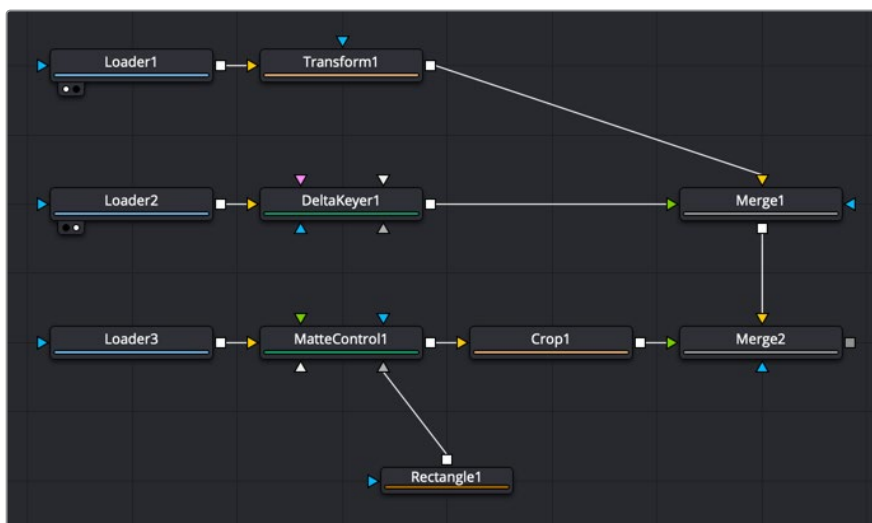 Loader1
Transform1
Loader2
DeltaKeyer1
Merge1
Loader3
MatteControl1
Crop1
Merge2
Rectangle1